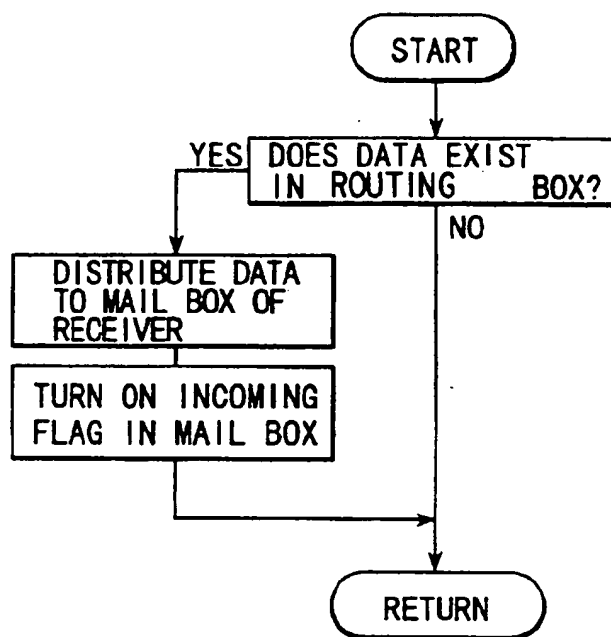 START
YES
DOES DATA EXIST
IN ROUTING BOX?
NO
DISTRIBUTE DATA
TO MAIL BOX OF
RECEIVER
TURN ON INCOMING
FLAG IN MAIL BOX
RETURN